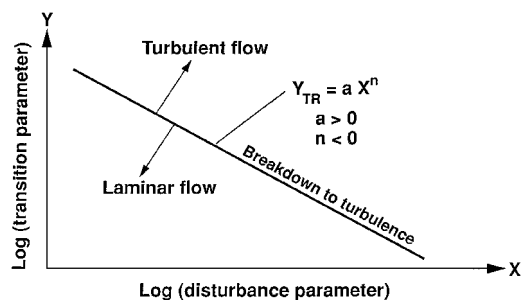 Y
Turbulent flow
Y_TR = a X^n
a > 0
n < 0
Laminar flow
Breakdown to turbulence
Log (transition parameter)
X
Log (disturbance parameter)